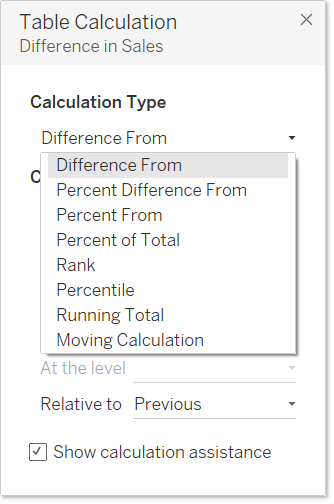 Table Calculation
Difference in Sales
Calculation Type
Difference From
Difference From
Percent Difference From
Percent From
Percent of Total
Rank
Percentile
Running Total
Moving Calculation
At the level
Relative to Previous
Show calculation assistance